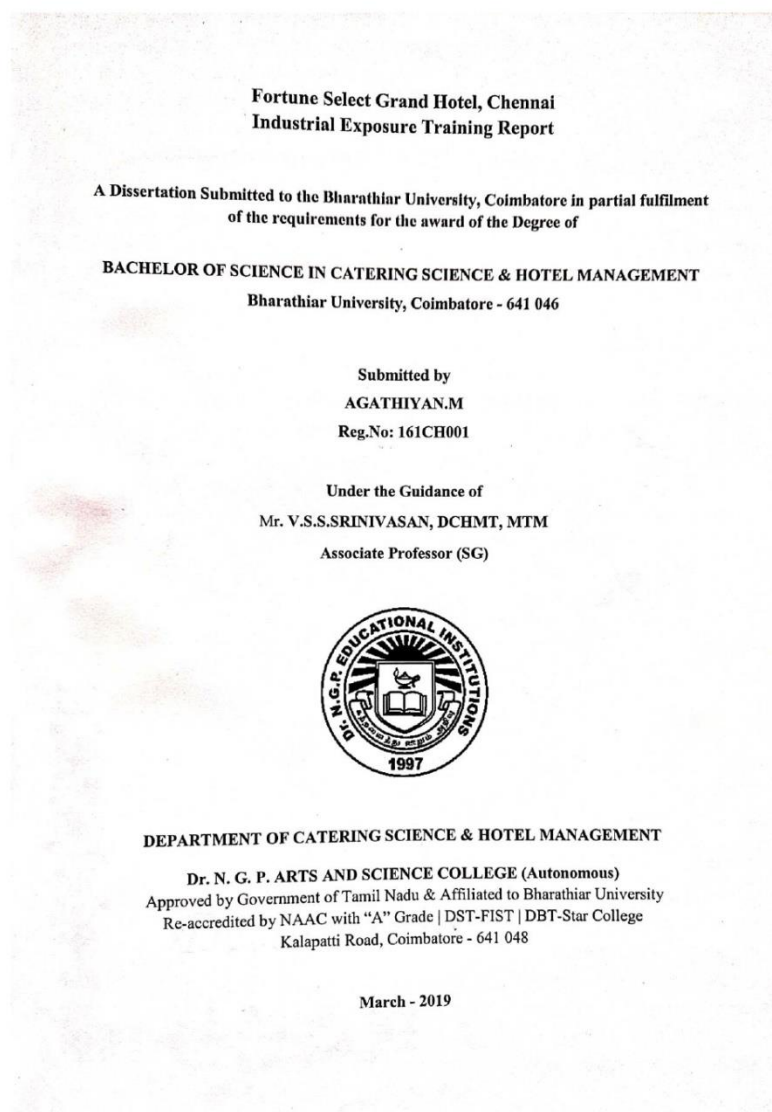 Fortune Select Grand Hotel, Chennai
Industrial Exposure Training Report
A Dissertation Submitted to the Bharathiar University, Coimbatore in partial fulfilment
of the requirements for the award of the Degree of
BACHELOR OF SCIENCE IN CATERING SCIENCE & HOTEL MANAGEMENT
Bharathiar University, Coimbatore - 641 046
Submitted by
AGATHIYAN.M
Reg.No: 161CH001
Under the Guidance of
Mr. V.S.S.SRINIVASAN, DCHMT, MTM
Associate Professor (SG)
Dr. N.G.P. EDUCATIONAL INSTITUTIONS
1997
DEPARTMENT OF CATERING SCIENCE & HOTEL MANAGEMENT
Dr. N. G. P. ARTS AND SCIENCE COLLEGE (Autonomous)
Approved by Government of Tamil Nadu & Affiliated to Bharathiar University
Re-accredited by NAAC with “A” Grade | DST-FIST | DBT-Star College
Kalapatti Road, Coimbatore - 641 048
March - 2019